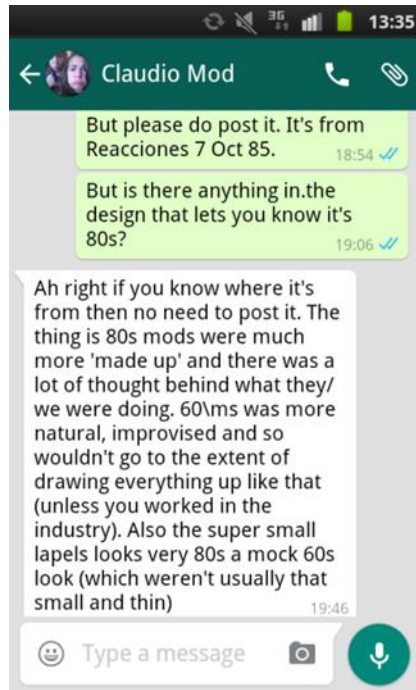 3G
13:35
Claudio Mod
But please do post it. It's from
Reacciones 7 Oct 85.
18:54
But is there anything in.the
design that lets you know it's
80s?
19:06
Ah right if you know where it's
from then no need to post it. The
thing is 80s mods were much
more 'made up' and there was a
lot of thought behind what they/
we were doing. 60\ms was more
natural, improvised and so
wouldn't go to the extent of
drawing everything up like that
(unless you worked in the
industry). Also the super small
lapels looks very 80s a mock 60s
look (which weren't usually that
small and thin)
19:46
Type a message